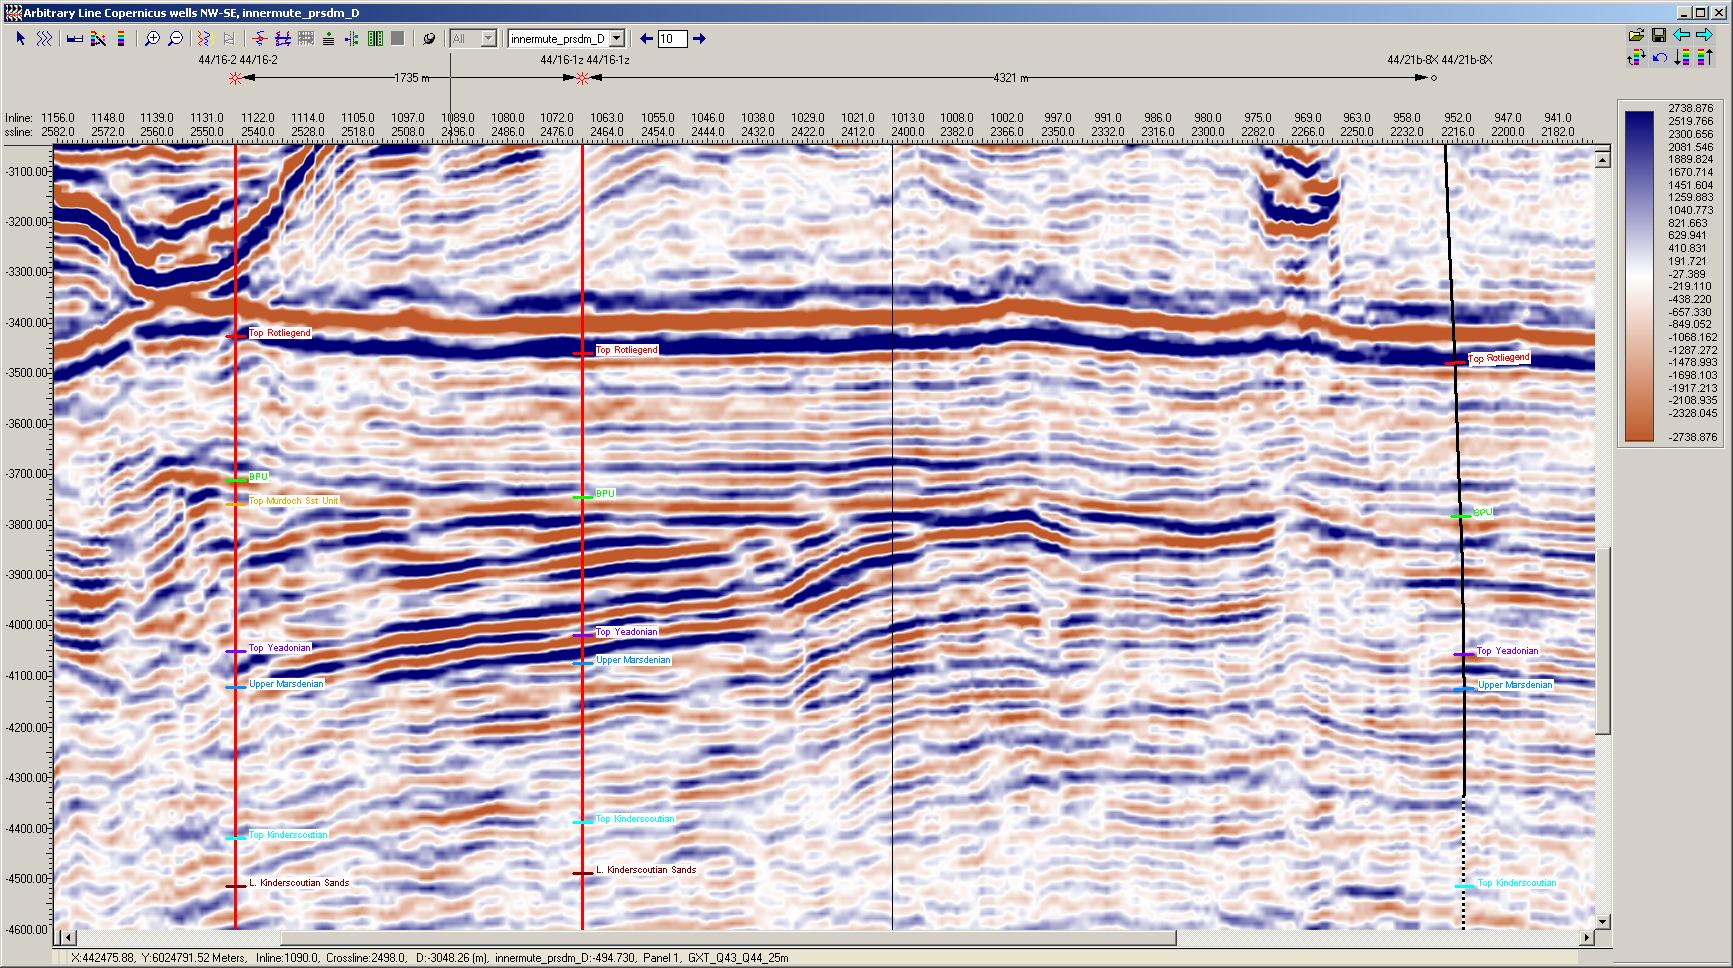 Arbitrary Line Copernicus wells NW-SE, innermute_prsdm_D
All innermute_prsdm_D 10
44/16-2 44/16-2 44/16-1z 44/16-1z 44/21b-8X 44/21b-8X
1735 m 4321 m
Inline: 1156.0 1148.0 1139.0 1131.0 1122.0 1114.0 1105.0 1097.0 1089.0 1080.0 1072.0 1063.0 1055.0 1046.0 1038.0 1029.0 1021.0 1013.0 1008.0 1002.0 997.0 991.0 986.0 980.0 975.0 969.0 963.0 958.0 952.0 947.0 941.0
ssline: 2582.0 2572.0 2560.0 2550.0 2540.0 2528.0 2518.0 2508.0 2496.0 2486.0 2476.0 2464.0 2454.0 2444.0 2432.0 2422.0 2412.0 2400.0 2382.0 2366.0 2350.0 2332.0 2316.0 2300.0 2282.0 2266.0 2250.0 2232.0 2216.0 2200.0 2182.0
2738.876
2519.766
2300.656
2081.546
1889.824
1670.714
1451.604
1259.883
1040.773
821.663
629.941
410.831
191.721
-27.389
-219.110
-438.220
-657.330
-849.052
-1068.162
-1287.272
-1478.993
-1698.103
-1917.213
-2108.935
-2328.045
-2738.876
-3100.00
-3200.00
-3300.00
-3400.00
Top Rotliegend
Top Rotliegend
Top Rotliegend
-3500.00
-3600.00
-3700.00
BPU
BPU
Top Murdoch Sst Unit
BPU
-3800.00
-3900.00
-4000.00
Top Yeadonian
Top Yeadonian
Top Yeadonian
Upper Marsdenian
Upper Marsdenian
Upper Marsdenian
-4100.00
-4200.00
-4300.00
Top Kinderscoutian
-4400.00
Top Kinderscoutian
L. Kinderscoutian Sands
L. Kinderscoutian Sands
Top Kinderscoutian
-4500.00
-4600.00
X:442475.88, Y:6024791.52 Meters, Inline:1090.0, Crossline:2498.0, D:-3048.26 (m), innermute_prsdm_D:-494.730, Panel 1, GXT_Q43_Q44_25m